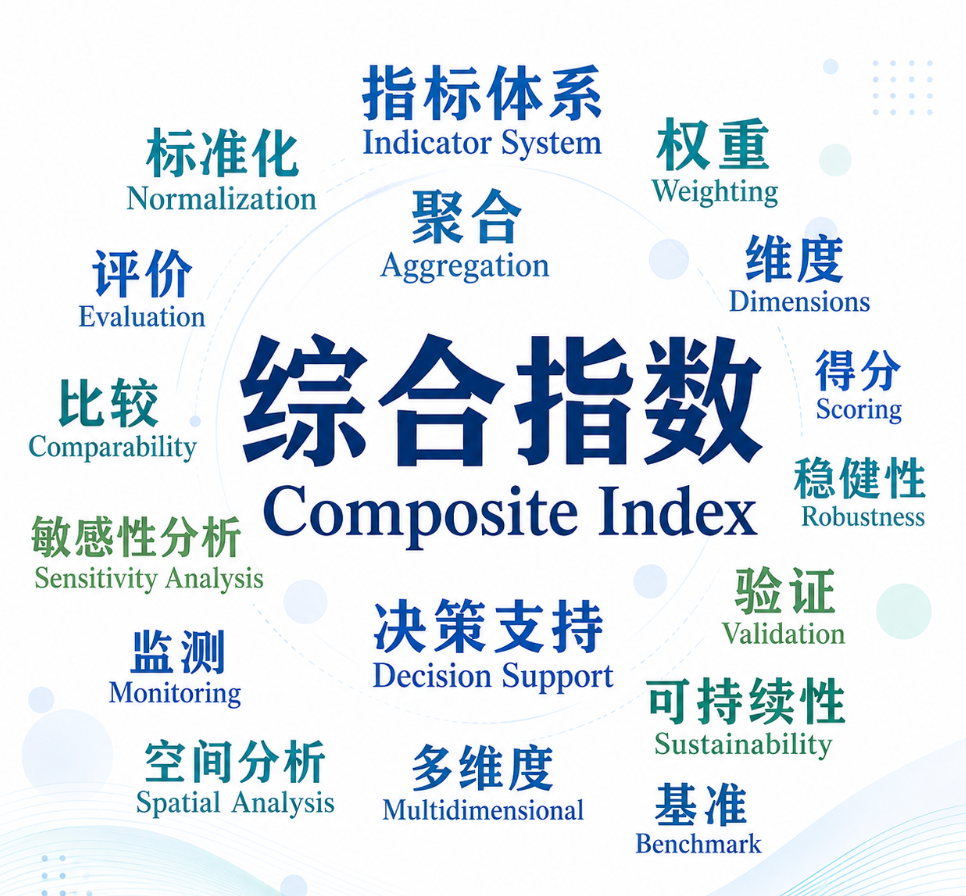 指标体系
Indicator System
标准化
Normalization
权重
Weighting
聚合
Aggregation
评价
Evaluation
维度
Dimensions
综合指数
Composite Index
得分
Scoring
比较
Comparability
稳健性
Robustness
敏感性分析
Sensitivity Analysis
验证
Validation
决策支持
Decision Support
监测
Monitoring
可持续性
Sustainability
空间分析
Spatial Analysis
多维度
Multidimensional
基准
Benchmark